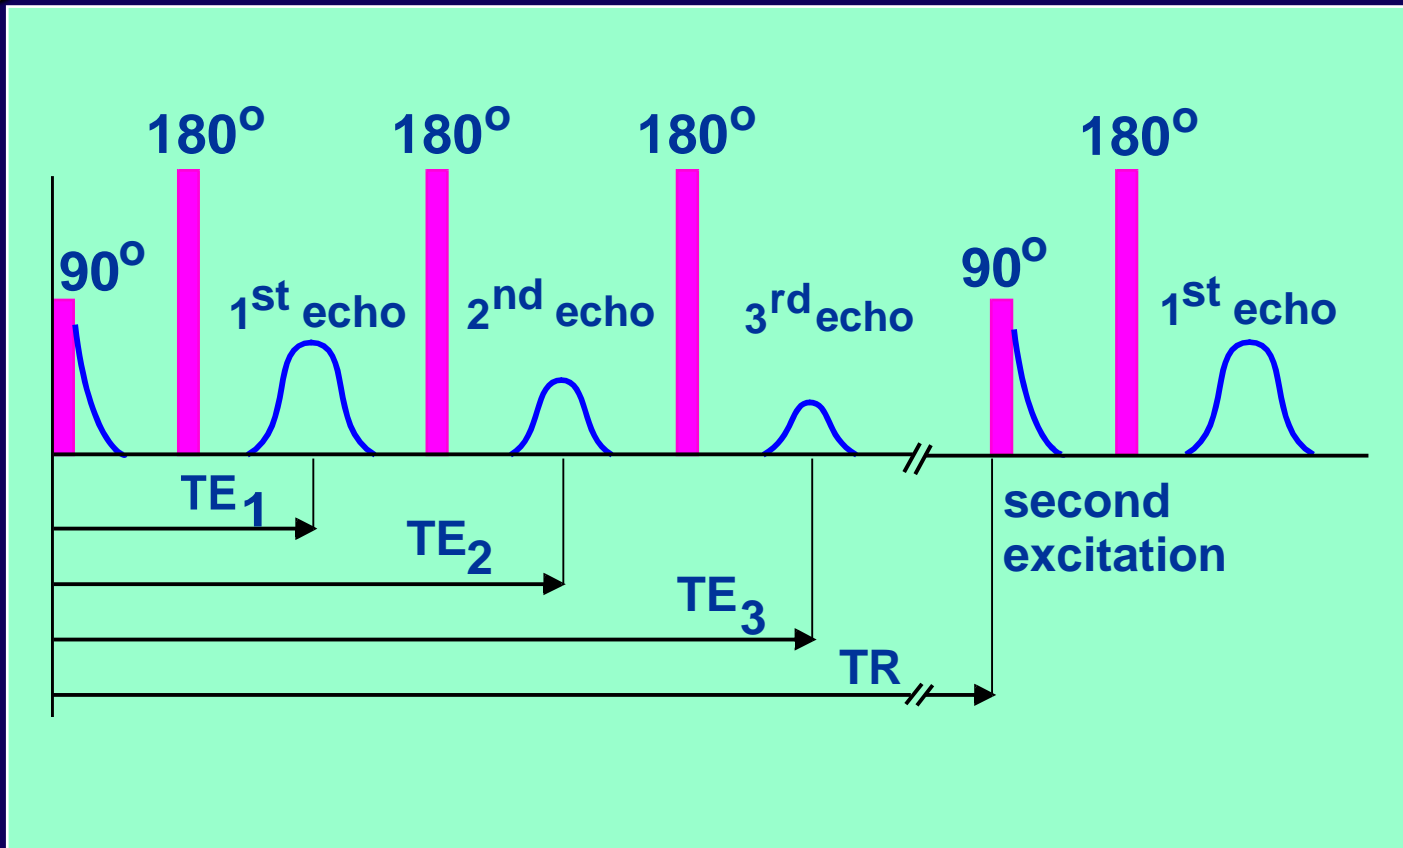 180° 180° 180° 180°
90° 90°
1st echo 2nd echo 3rd echo 1st echo
TE1
second
excitation
TE2
TE3
TR